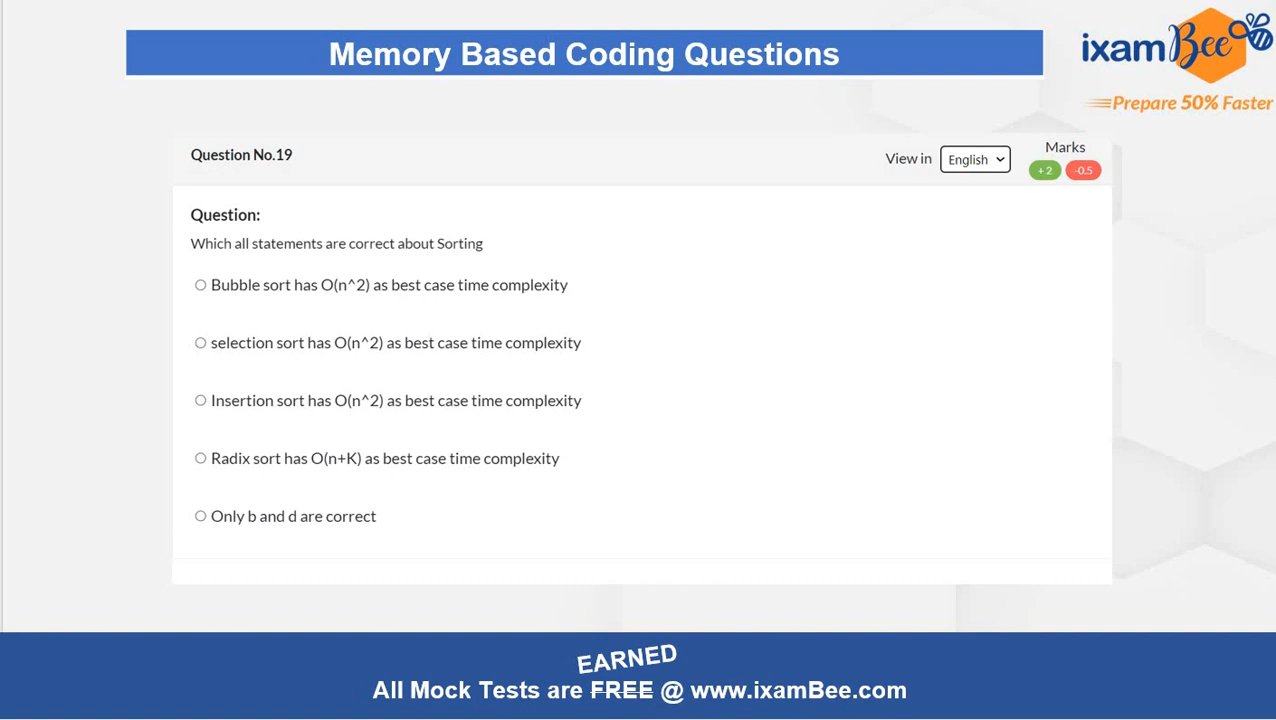 Memory Based Coding Questions
ixamBee
Prepare 50% Faster
Question No.19
View in English
Marks
+ 2 -0.5
Question:
Which all statements are correct about Sorting
Bubble sort has O(n^2) as best case time complexity
selection sort has O(n^2) as best case time complexity
Insertion sort has O(n^2) as best case time complexity
Radix sort has O(n+K) as best case time complexity
Only b and d are correct
EARNED
All Mock Tests are FREE @ www.ixamBee.com